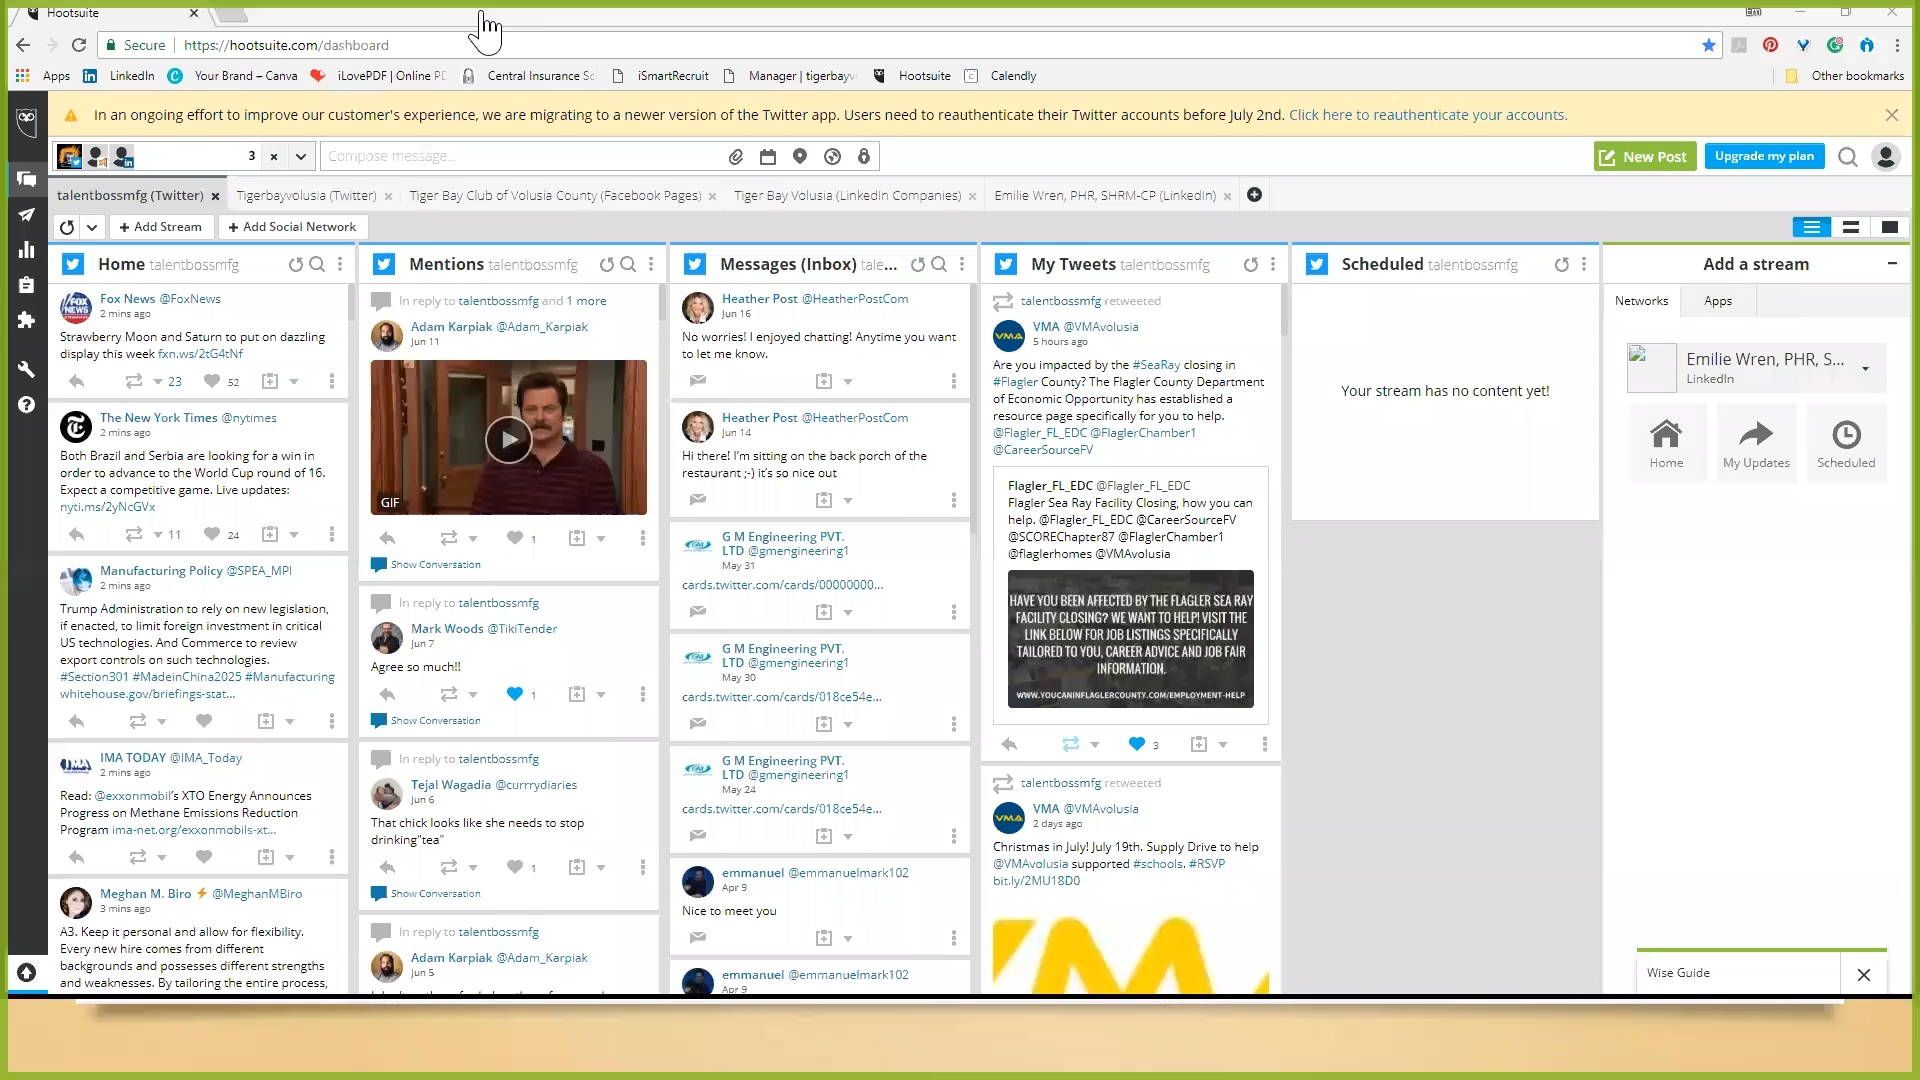 Hootsuite
Em
Secure
https://hootsuite.com/dashboard
Apps
LinkedIn
Your Brand – Canva
iLovePDF | Online PD
Central Insurance Sc
iSmartRecruit
Manager | tigerbayv
Hootsuite
Calendly
Other bookmarks
In an ongoing effort to improve our customer's experience, we are migrating to a newer version of the Twitter app. Users need to reauthenticate their Twitter accounts before July 2nd. Click here to reauthenticate your accounts.
3
Compose message...
New Post
Upgrade my plan
talentbossmfg (Twitter)
Tigerbayvolusia (Twitter)
Tiger Bay Club of Volusia County (Facebook Pages)
Tiger Bay Volusia (LinkedIn Companies)
Emilie Wren, PHR, SHRM-CP (LinkedIn)
+ Add Stream
+ Add Social Network
Home talentbossmfg
Fox News @FoxNews
2 mins ago
Strawberry Moon and Saturn to put on dazzling
display this week fxn.ws/2tG4tNf
23
52
The New York Times @nytimes
2 mins ago
Both Brazil and Serbia are looking for a win in
order to advance to the World Cup round of 16.
Expect a competitive game. Live updates:
nyti.ms/2yNcGVx
11
24
Manufacturing Policy @SPEA_MPI
2 mins ago
Trump Administration to rely on new legislation,
if enacted, to limit foreign investment in critical
US technologies. And Commerce to review
export controls on such technologies.
#Section301 #MadeinChina2025 #Manufacturing
whitehouse.gov/briefings-stat...
IMA TODAY @IMA_Today
2 mins ago
Read: @exxonmobil's XTO Energy Announces
Progress on Methane Emissions Reduction
Program ima-net.org/exxonmobils-xt...
Meghan M. Biro @MeghanMBiro
3 mins ago
A3. Keep it personal and allow for flexibility.
Every new hire comes from different
backgrounds and possesses different strengths
and weaknesses. By tailoring the entire process,
Mentions talentbossmfg
In reply to talentbossmfg and 1 more
Adam Karpiak @Adam_Karpiak
Jun 11
GIF
1
Show Conversation
In reply to talentbossmfg
Mark Woods @TikiTender
Jun 7
Agree so much!!
1
Show Conversation
In reply to talentbossmfg
Tejal Wagadia @currrydiaries
Jun 6
That chick looks like she needs to stop
drinking"tea"
1
Show Conversation
In reply to talentbossmfg
Adam Karpiak @Adam_Karpiak
Jun 5
Messages (Inbox) tale...
Heather Post @HeatherPostCom
Jun 16
No worries! I enjoyed chatting! Anytime you want
to let me know.
Heather Post @HeatherPostCom
Jun 14
Hi there! I'm sitting on the back porch of the
restaurant ;-) it's so nice out
G M Engineering PVT.
LTD @gmengineering1
May 31
cards.twitter.com/cards/00000000...
G M Engineering PVT.
LTD @gmengineering1
May 30
cards.twitter.com/cards/018ce54e...
G M Engineering PVT.
LTD @gmengineering1
May 24
cards.twitter.com/cards/018ce54e...
emmanuel @emmanuelmark102
Apr 9
Nice to meet you
emmanuel @emmanuelmark102
Apr 9
My Tweets talentbossmfg
talentbossmfg retweeted
VMA @VMAvolusia
5 hours ago
Are you impacted by the #SeaRay closing in
#Flagler County? The Flagler County Department
of Economic Opportunity has established a
resource page specifically for you to help.
@Flagler_FL_EDC @FlaglerChamber1
@CareerSourceFV
Flagler_FL_EDC @Flagler_FL_EDC
Flagler Sea Ray Facility Closing, how you can
help. @Flagler_FL_EDC @CareerSourceFV
@SCOREChapter87 @FlaglerChamber1
@flaglerhomes @VMAvolusia
HAVE YOU BEEN AFFECTED BY THE FLAGLER SEA RAY
FACILITY CLOSING? WE WANT TO HELP! VISIT THE
LINK BELOW FOR JOB LISTINGS SPECIFICALLY
TAILORED TO YOU, CAREER ADVICE AND JOB FAIR
INFORMATION.
WWW.YOUCANINFLAGLERCOUNTY.COM/EMPLOYMENT-HELP
3
talentbossmfg retweeted
VMA @VMAvolusia
2 days ago
Christmas in July! July 19th. Supply Drive to help
@VMAvolusia supported #schools. #RSVP
bit.ly/2MU18D0
Scheduled talentbossmfg
Your stream has no content yet!
Add a stream
Networks
Apps
Emilie Wren, PHR, S...
LinkedIn
Home
My Updates
Scheduled
Wise Guide